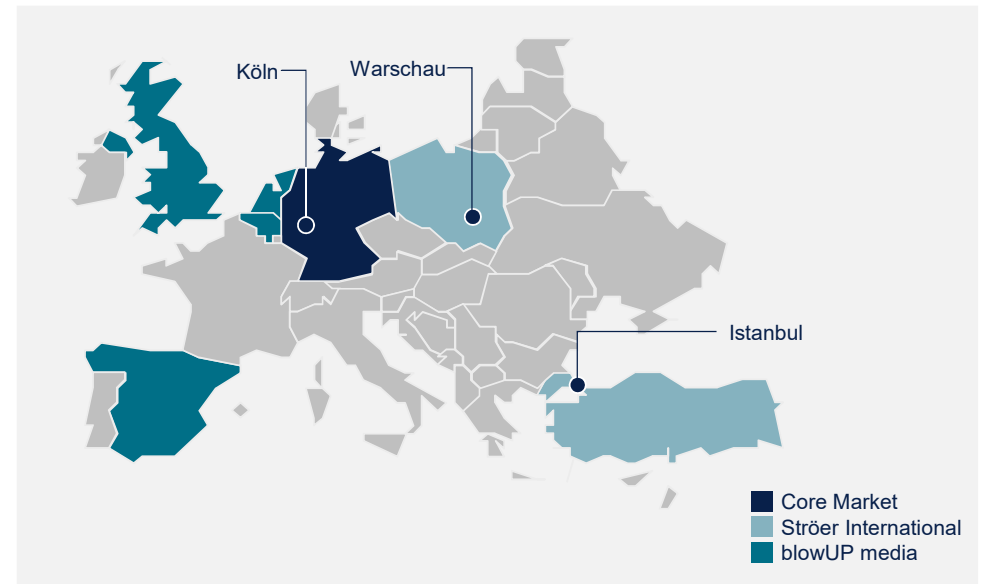 Köln
Warschau
Istanbul
Core Market
Ströer International
blowUP media